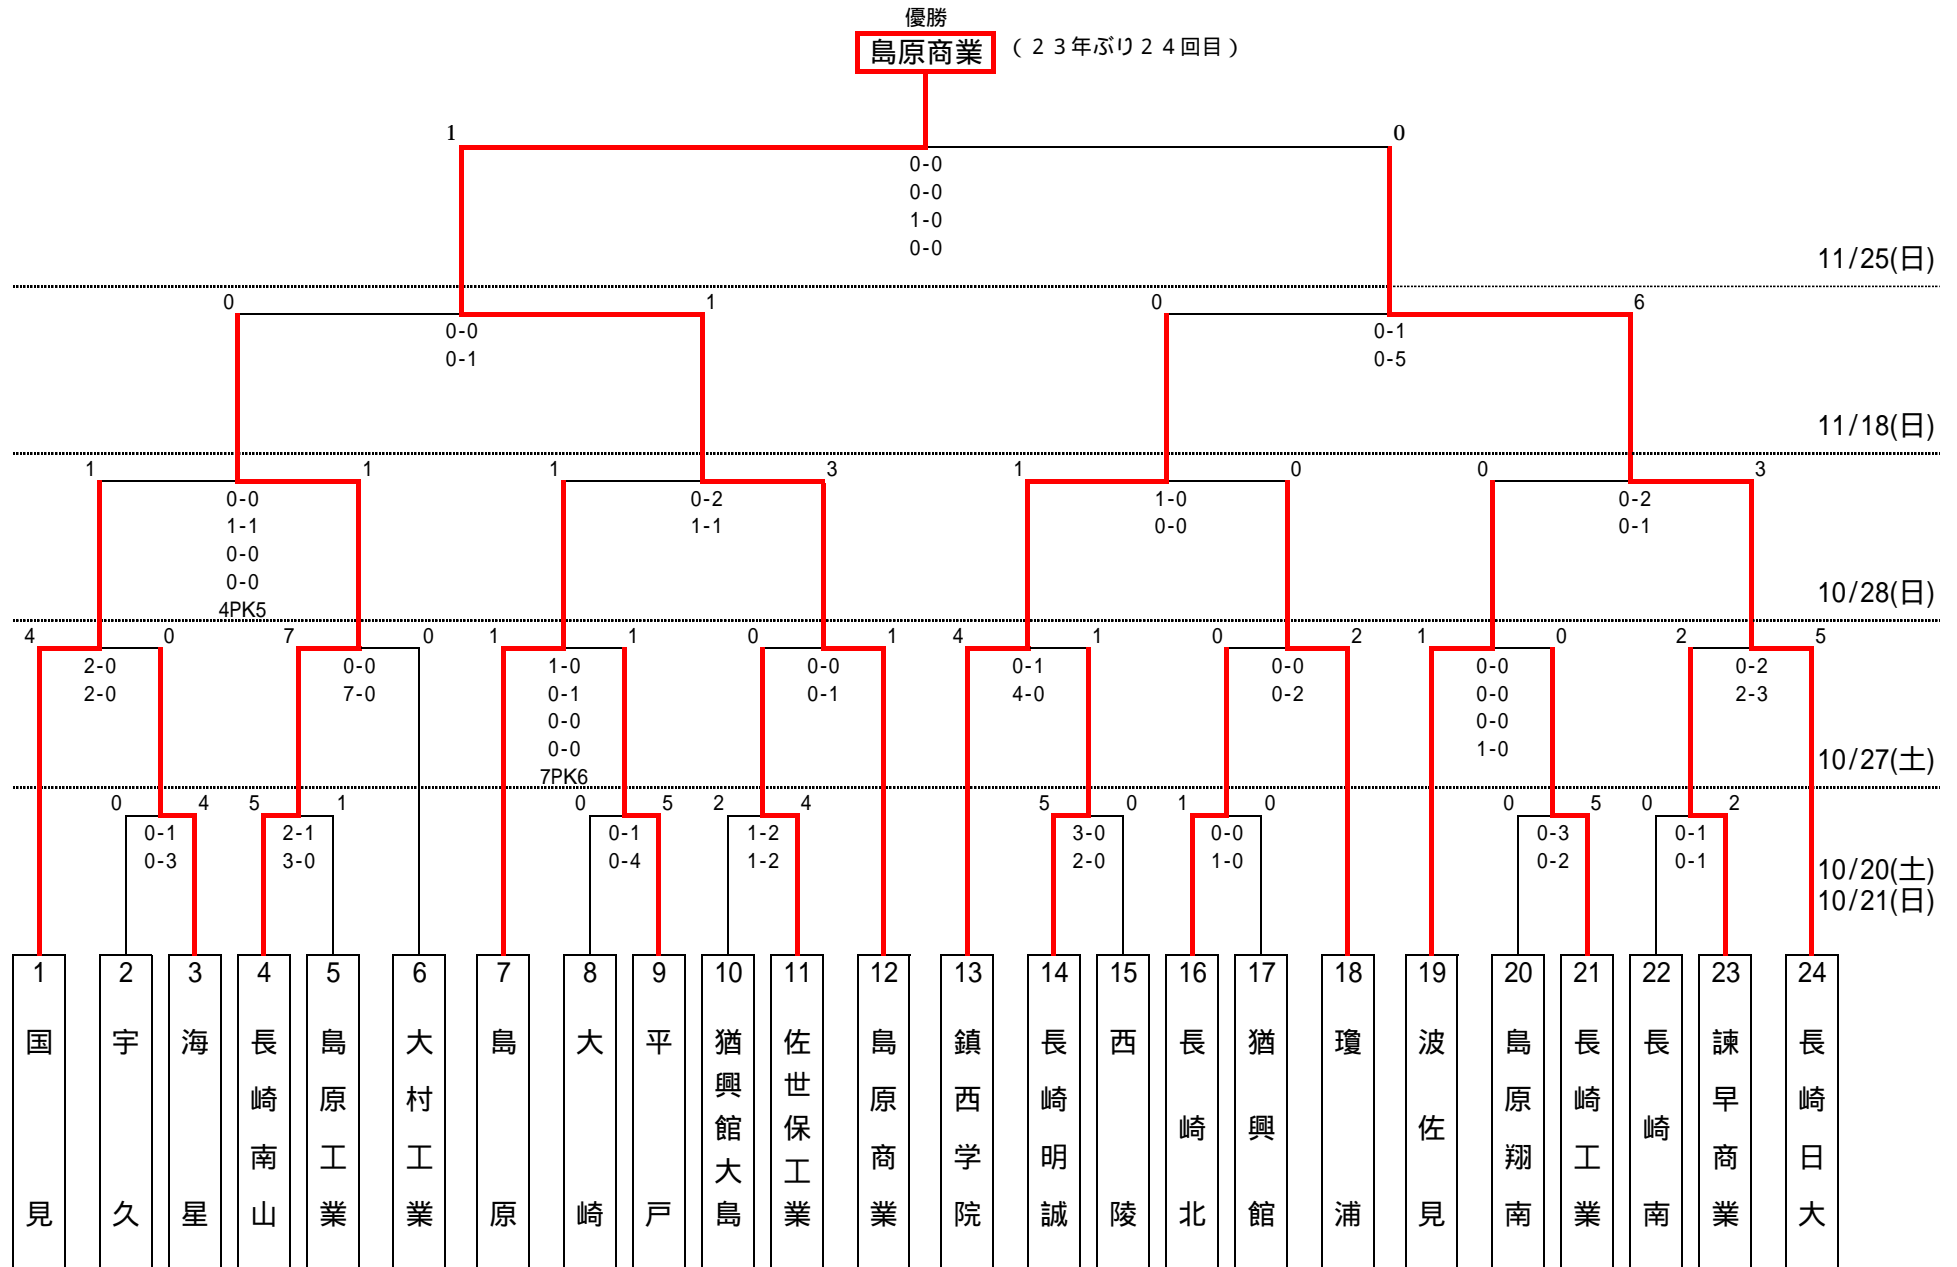 優勝
島原商業 (23年ぶり24回目)
1 0
0-0
0-0
1-0
0-0
11/25(日)
0 1 0 6
0-0 0-1
0-1 0-5
11/18(日)
1 1 1 3 1 0 0 3
0-0 0-2 1-0 0-2
1-1 1-1 0-0 0-1
0-0
0-0
4PK5
10/28(日)
4 0 7 0 1 1 0 1 4 1 0 2 1 0 2 5
2-0 0-0 1-0 0-0 0-1 0-0 0-0 0-2
2-0 7-0 0-1 0-1 4-0 0-2 0-0 2-3
0-0 0-0
0-0 1-0
7PK6
10/27(土)
0 4 5 1 0 5 2 4 5 0 1 0 0 5 0 2
0-1 2-1 0-1 1-2 3-0 0-0 0-3 0-1
0-3 3-0 0-4 1-2 2-0 1-0 0-2 0-1
10/20(土)
10/21(日)
1 国見
2 宇久
3 海星
4 長崎南山
5 島原工業
6 大村工業
7 島原
8 大崎
9 平戸
10 猶興館大島
11 佐世保工業
12 島原商業
13 鎮西学院
14 長崎明誠
15 西陵
16 長崎北
17 猶興館
18 瓊浦
19 波佐見
20 島原翔南
21 長崎工業
22 長崎南
23 諫早商業
24 長崎日大